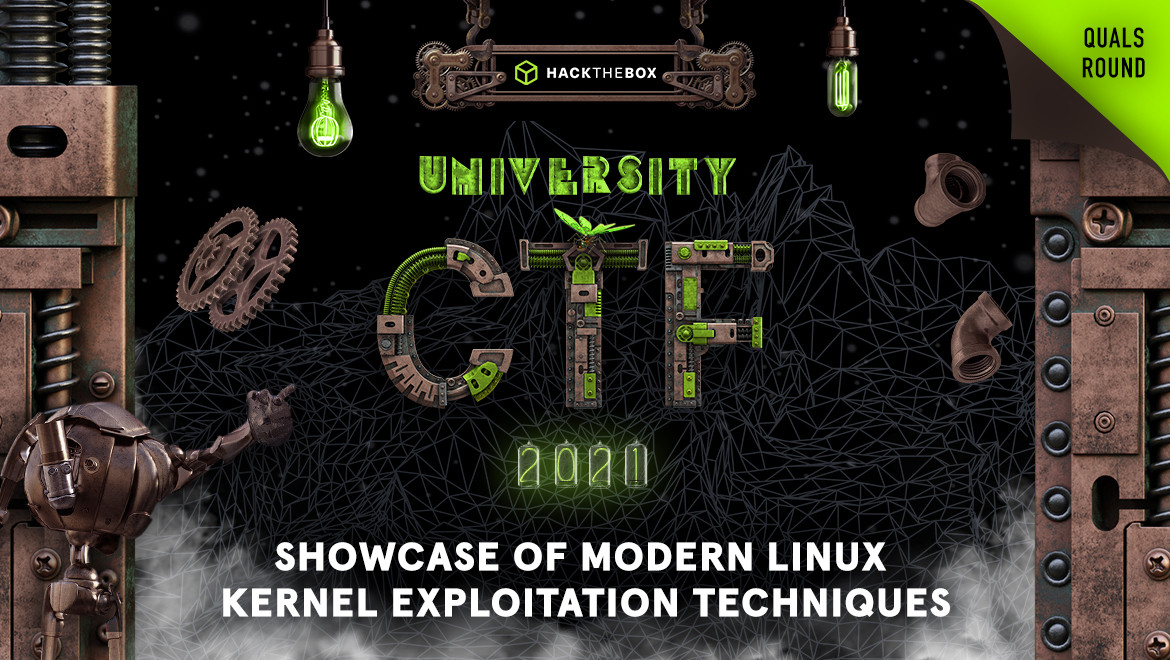 HACKTHEBOX
QUALS
ROUND
UNIVERSITY
CTF
2021
SHOWCASE OF MODERN LINUX
KERNEL EXPLOITATION TECHNIQUES